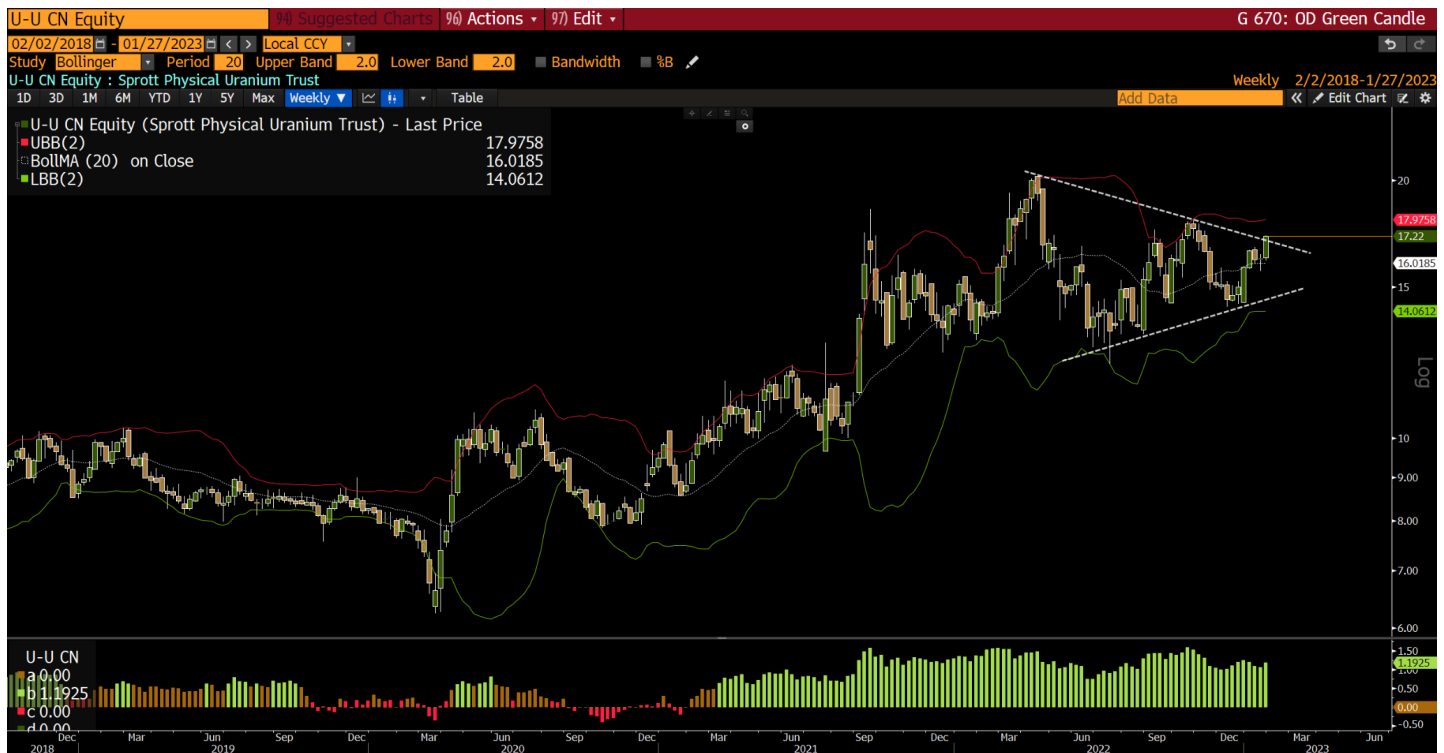 U-U CN Equity 94) Suggested Charts 96) Actions 97) Edit G 670: OD Green Candle
02/02/2018 - 01/27/2023 < > Local CCY
Study Bollinger Period 20 Upper Band 2.0 Lower Band 2.0 Bandwidth %B
U-U CN Equity : Sprott Physical Uranium Trust Weekly 2/2/2018-1/27/2023
1D 3D 1M 6M YTD 1Y 5Y Max Weekly ▼ Table Add Data « Edit Chart
U-U CN Equity (Sprott Physical Uranium Trust) - Last Price
UBB(2) 17.9758
BollMA (20) on Close 16.0185
LBB(2) 14.0612
20
17.9758
17.22
16.0185
15
14.0612
Log
10
9.00
8.00
7.00
6.00
U-U CN
a 0.00
b 1.1925
c 0.00
d 0.00
1.50
1.1925
1.00
0.50
0.00
-0.50
Dec Mar Jun Sep Dec Mar Jun Sep Dec Mar Jun Sep Dec Mar Jun Sep Dec Mar Jun
2018 2019 2020 2021 2022 2023